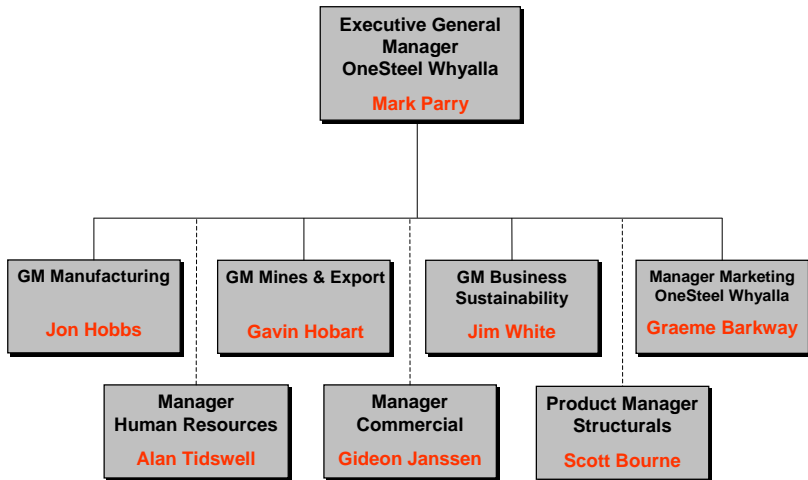 Executive General
Manager
OneSteel Whyalla
Mark Parry
GM Manufacturing
Jon Hobbs
GM Mines & Export
Gavin Hobart
GM Business
Sustainability
Jim White
Manager Marketing
OneSteel Whyalla
Graeme Barkway
Manager
Human Resources
Alan Tidswell
Manager
Commercial
Gideon Janssen
Product Manager
Structurals
Scott Bourne